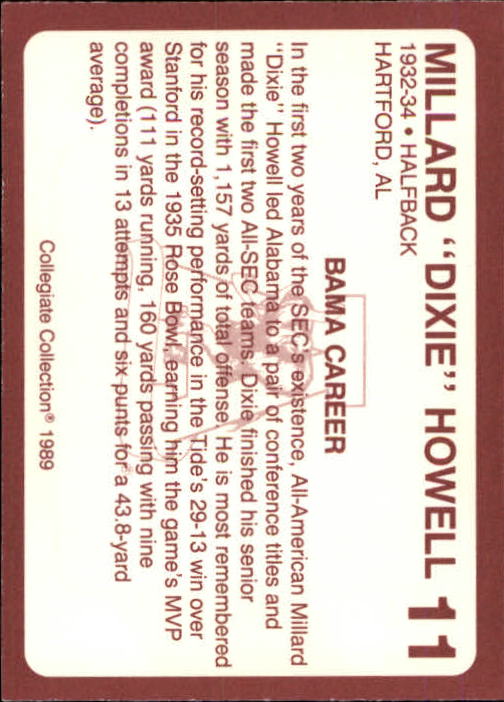 MILLARD "DIXIE" HOWELL 11
1932-34 • HALFBACK
HARTFORD, AL
BAMA CAREER
In the first two years of the SEC's existence, All-American Millard
"Dixie" Howell led Alabama to a pair of conference titles and
made the first two All-SEC teams. Dixie finished his senior
season with 1,157 yards of total offense. He is most remembered
for his record-setting performance in the Tide's 29-13 win over
Stanford in the 1935 Rose Bowl earning him the game's MVP
award (111 yards running, 160 yards passing with nine
completions in 13 attempts and six punts for a 43.8-yard
average).
Collegiate Collection® 1989